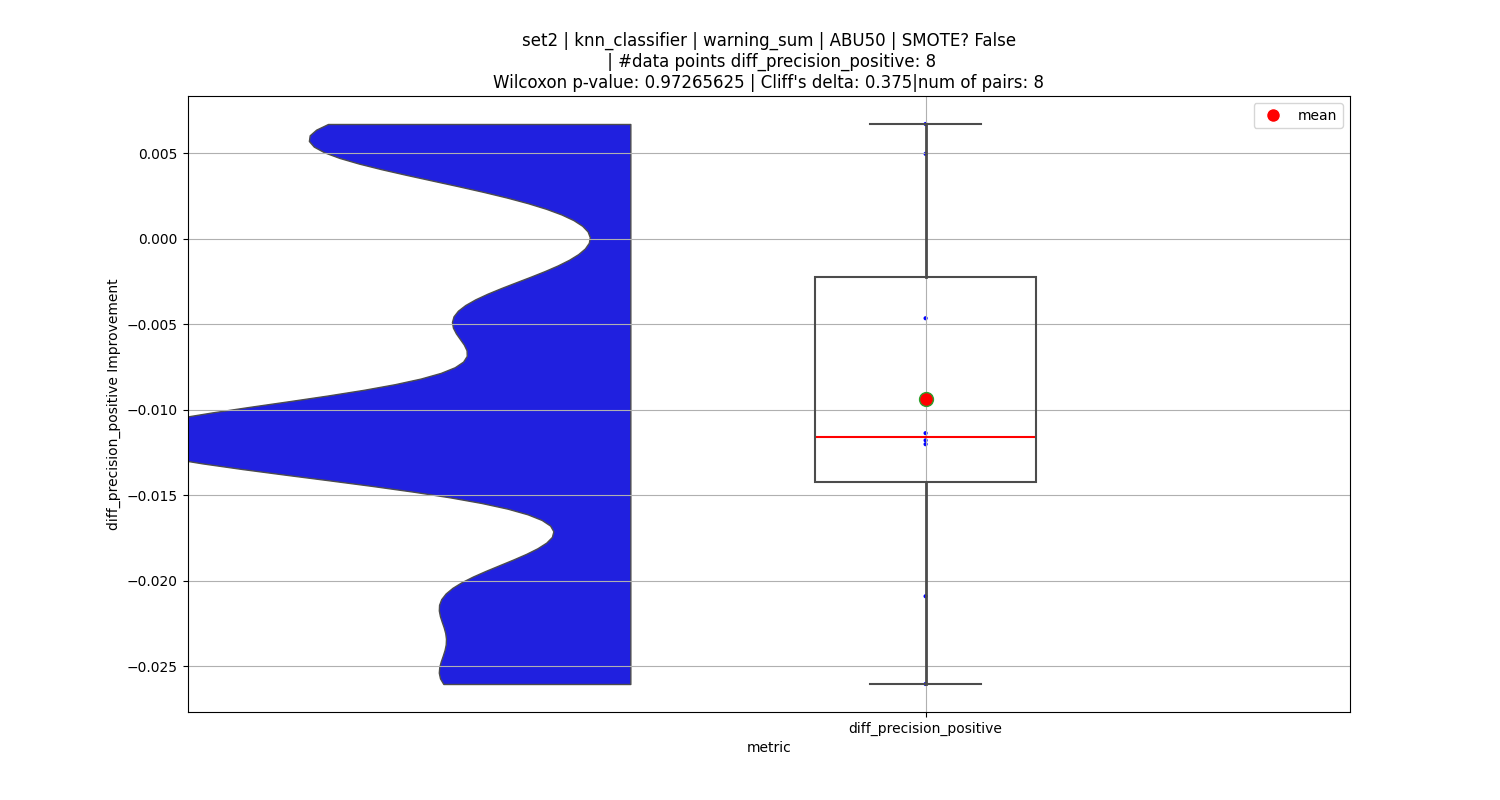 set2 | knn_classifier | warning_sum | ABU50 | SMOTE? False
| #data points diff_precision_positive: 8
Wilcoxon p-value: 0.97265625 | Cliff's delta: 0.375|num of pairs: 8
mean
0.005
0.000
−0.005
−0.010
−0.015
−0.020
−0.025
diff_precision_positive Improvement
diff_precision_positive
metric